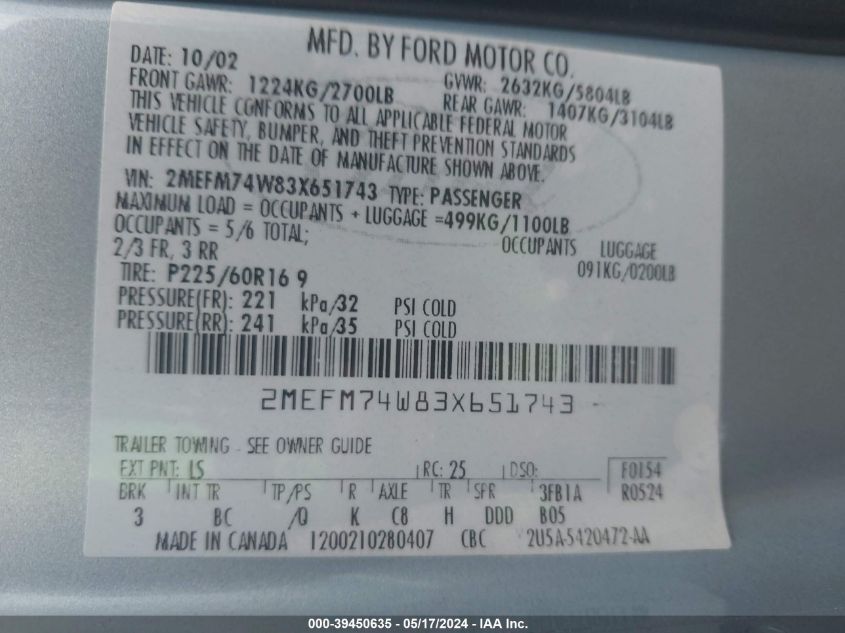 MFD. BY FORD MOTOR CO.
DATE: 10/02 GVWR: 2632KG/5804LB
FRONT GAWR: 1224KG/2700LB REAR GAWR: 1407KG/3104LB
THIS VEHICLE CONFORMS TO ALL APPLICABLE FEDERAL MOTOR
VEHICLE SAFETY, BUMPER, AND THEFT PREVENTION STANDARDS
IN EFFECT ON THE DATE OF MANUFACTURE SHOWN ABOVE.
VIN: 2MEFM74W83X651743 TYPE: PASSENGER
MAXIMUM LOAD = OCCUPANTS + LUGGAGE =499KG/1100LB
OCCUPANTS = 5/6 TOTAL; OCCUPANTS LUGGAGE
2/3 FR, 3 RR 091KG/0200LB
TIRE: P225/60R16 9
PRESSURE(FR): 221 kPa/32 PSI COLD
PRESSURE(RR): 241 kPa/35 PSI COLD
2MEFM74W83X651743
TRAILER TOWING - SEE OWNER GUIDE
EXT PNT: LS RC: 25 DSO: F0154
BRK INT TR TP/PS R AXLE TR SPR 3FB1A R0524
3 BC /Q K C8 H DDD B05
MADE IN CANADA 1200210280407 CBC 2U5A-5420472-AA
000-39450635 - 05/17/2024 - IAA Inc.